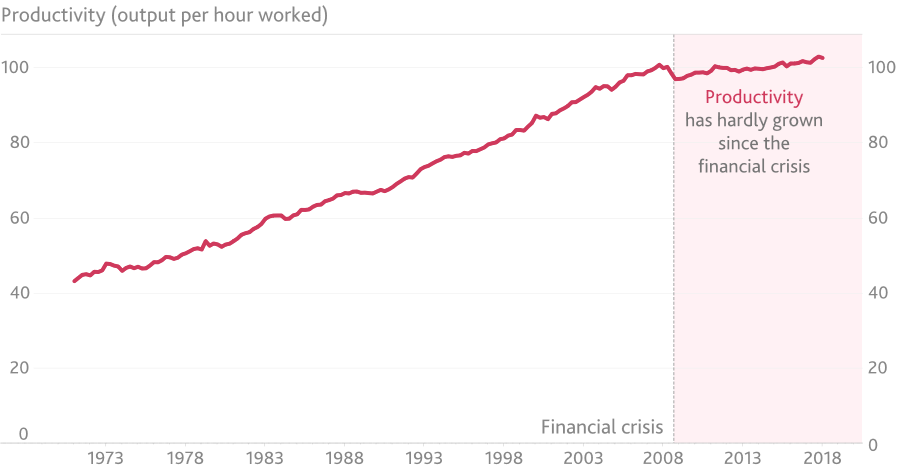 Productivity (output per hour worked)
100 100
Productivity
has hardly grown
80 since the 80
financial crisis
60 60
40 40
20 20
Financial crisis
0 0
1973 1978 1983 1988 1993 1998 2003 2008 2013 2018